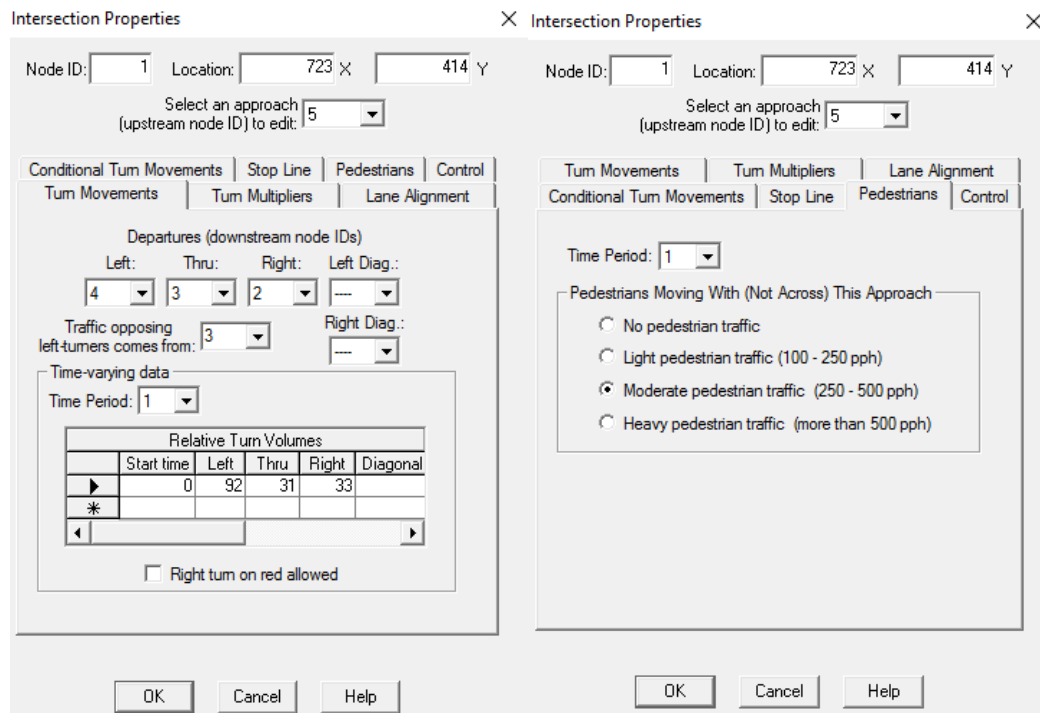 Intersection Properties
Node ID: 1 Location: 723 X 414 Y
Select an approach
(upstream node ID) to edit: 5
Conditional Turn Movements Stop Line Pedestrians Control
Turn Movements Turn Multipliers Lane Alignment
Departures (downstream node IDs)
Left: Thru: Right: Left Diag.:
4 3 2 ----
Traffic opposing
left-turners comes from: 3
Right Diag.:
----
Time-varying data
Time Period: 1
Relative Turn Volumes
Start time Left Thru Right Diagonal
0 92 31 33
Right turn on red allowed
OK Cancel Help
Intersection Properties
Node ID: 1 Location: 723 X 414 Y
Select an approach
(upstream node ID) to edit: 5
Turn Movements Turn Multipliers Lane Alignment
Conditional Turn Movements Stop Line Pedestrians Control
Time Period: 1
Pedestrians Moving With (Not Across) This Approach
No pedestrian traffic
Light pedestrian traffic (100 - 250 pph)
Moderate pedestrian traffic (250 - 500 pph)
Heavy pedestrian traffic (more than 500 pph)
OK Cancel Help